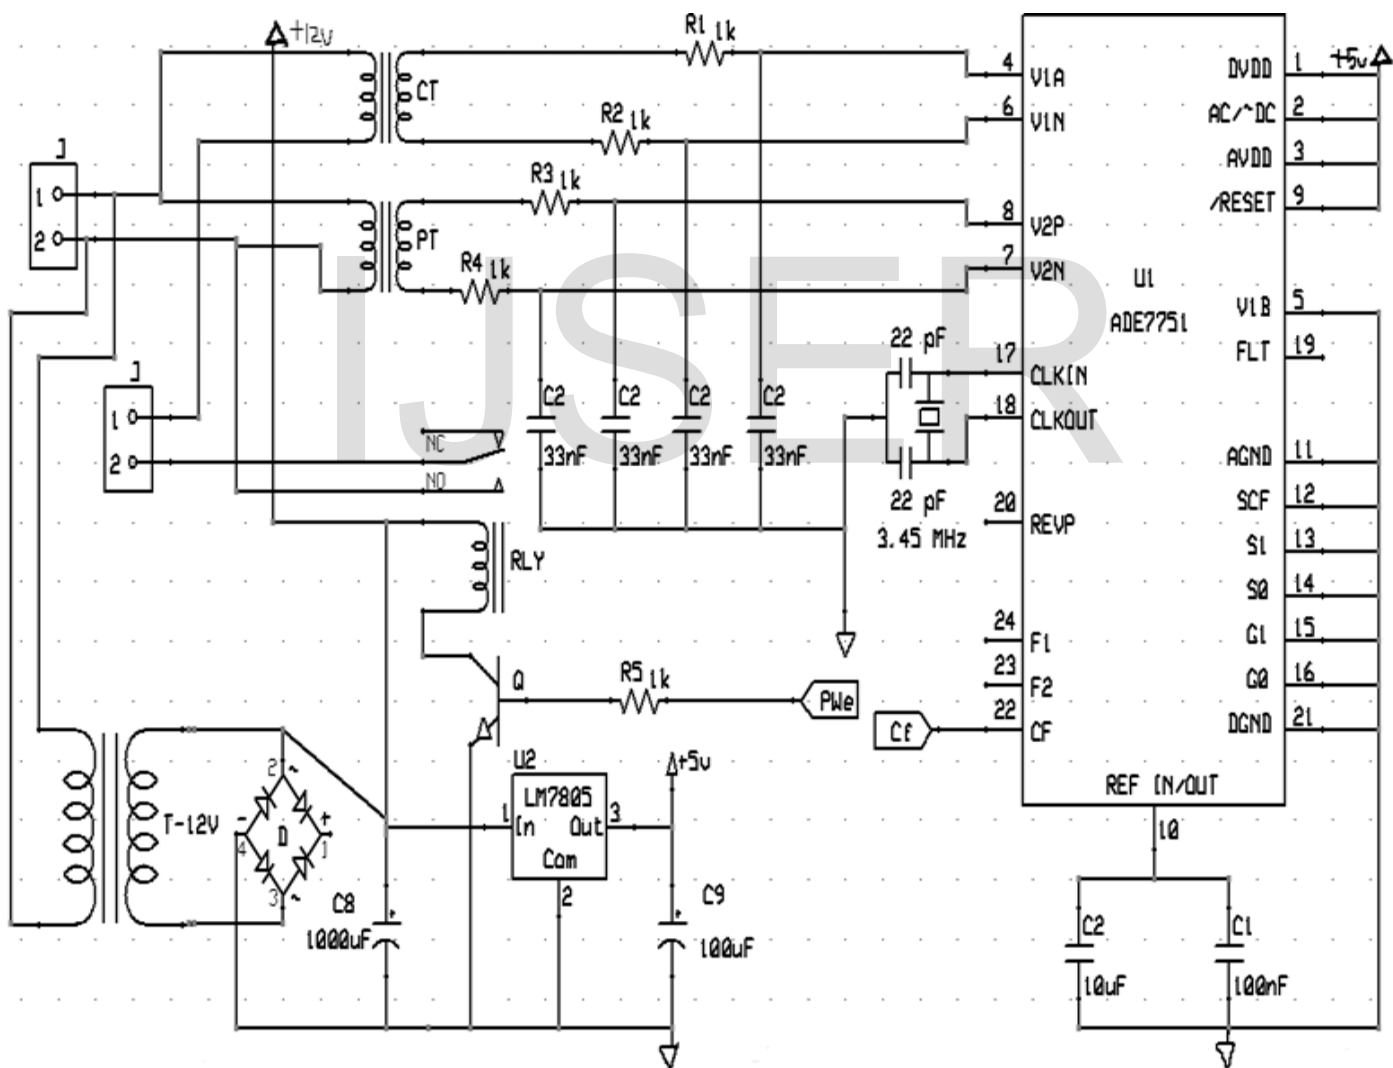 +12v
R1 1k
4
V1A
DVDD
1
+5v
CT
R2 1k
6
V1N
AC/~DC
2
J
R3 1k
AVDD
3
1
8
V2P
/RESET
9
2
PT
R4 1k
7
V2N
U1
ADE7751
V1B
5
FLT
19
IJSER
22 pF
17
CLKIN
J
1
C2
C2
C2
C2
18
CLKOUT
NC
2
33nF
33nF
33nF
33nF
AGND
11
NO
22 pF
3.45 MHz
20
REVP
SCF
12
RLY
S1
13
S0
14
24
F1
G1
15
Q
R5 1k
PWe
23
F2
G0
16
Cf
22
CF
DGND
21
U2
+5v
2
~
T-12V
-
4
D
+
1
3
~
LM7805
1
In
Out
3
Com
2
REF IN/OUT
10
C8
1000uF
+
C9
100uF
+
C2
10uF
C1
100nF